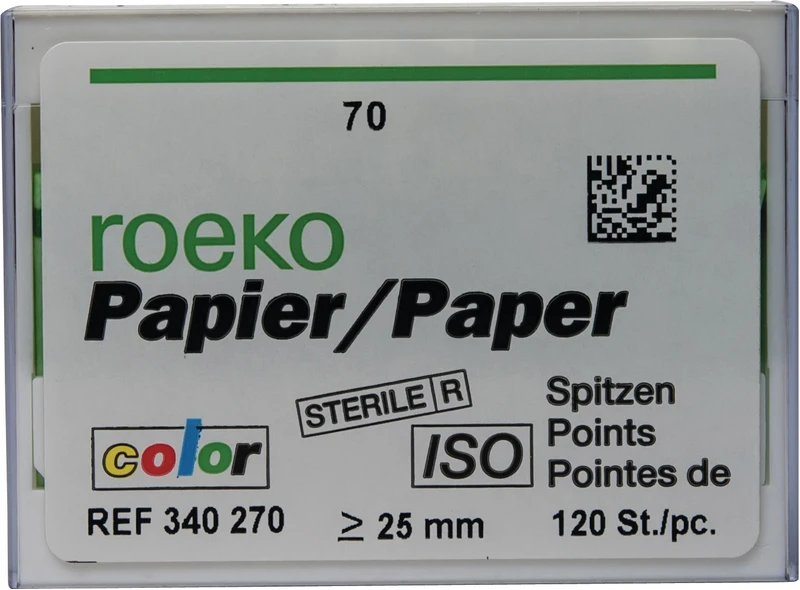 70
roeko
Papier/Paper
STERILE R
Spitzen
Points
Pointes de
color
ISO
REF 340 270
≥ 25 mm
120 St./pc.